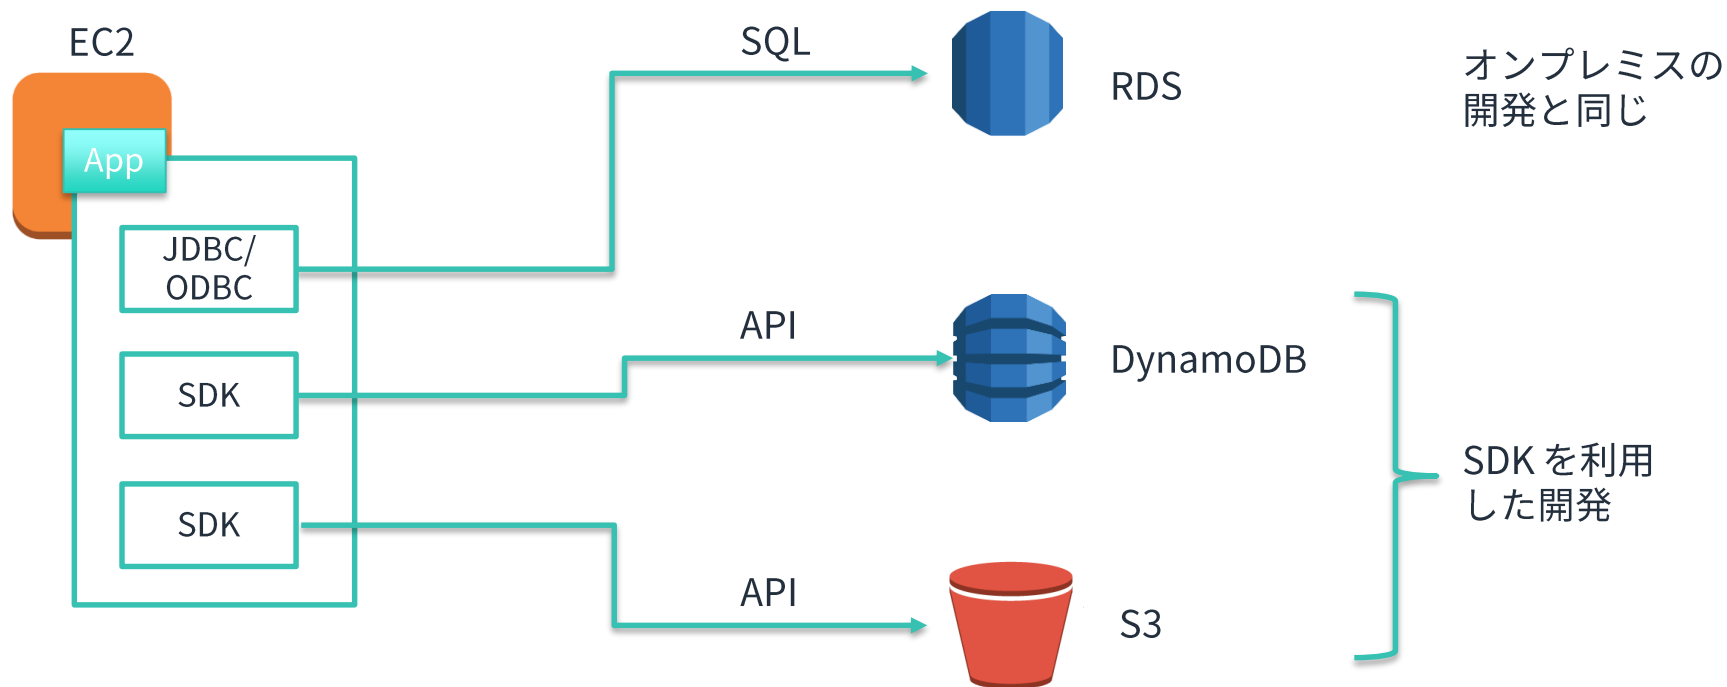 EC2
App
JDBC/
ODBC
SDK
SDK
SQL
RDS
オンプレミスの
開発と同じ
API
DynamoDB
API
S3
SDK を利用
した開発